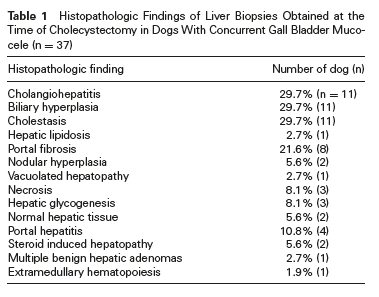 Table 1 Histopathologic Findings of Liver Biopsies Obtained at the
Time of Cholecystectomy in Dogs With Concurrent Gall Bladder Muco-
cele (n = 37)
Histopathologic finding Number of dog (n)
Cholangiohepatitis 29.7% (n = 11)
Biliary hyperplasia 29.7% (11)
Cholestasis 29.7% (11)
Hepatic lipidosis 2.7% (1)
Portal fibrosis 21.6% (8)
Nodular hyperplasia 5.6% (2)
Vacuolated hepatopathy 2.7% (1)
Necrosis 8.1% (3)
Hepatic glycogenesis 8.1% (3)
Normal hepatic tissue 5.6% (2)
Portal hepatitis 10.8% (4)
Steroid induced hepatopathy 5.6% (2)
Multiple benign hepatic adenomas 2.7% (1)
Extramedullary hematopoiesis 1.9% (1)